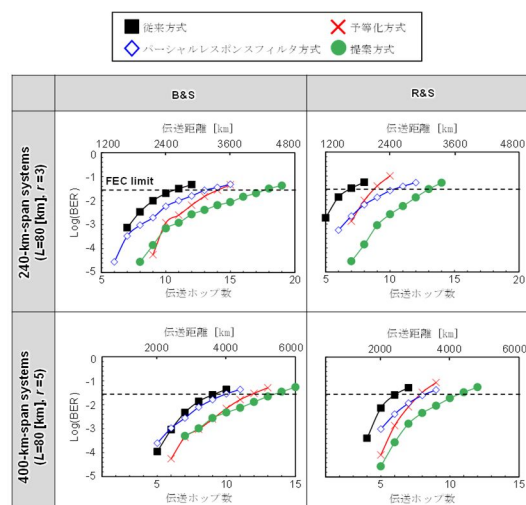 従来方式
予等化方式
パーシャルレスポンスフィルタ方式
提案方式
B&S
R&S
240-km-span systems
(L=80 [km], r=3)
伝送距離 [km]
1200 2400 3600 4800
FEC limit
Log(BER)
0
-1
-2
-3
-4
-5
5 10 15 20
伝送ホップ数
伝送距離 [km]
1200 2400 3600 4800
5 10 15 20
伝送ホップ数
400-km-span systems
(L=80 [km], r=5)
伝送距離 [km]
2000 4000 6000
Log(BER)
0
-1
-2
-3
-4
-5
5 10 15
伝送ホップ数
伝送距離 [km]
2000 4000 6000
5 10 15
伝送ホップ数